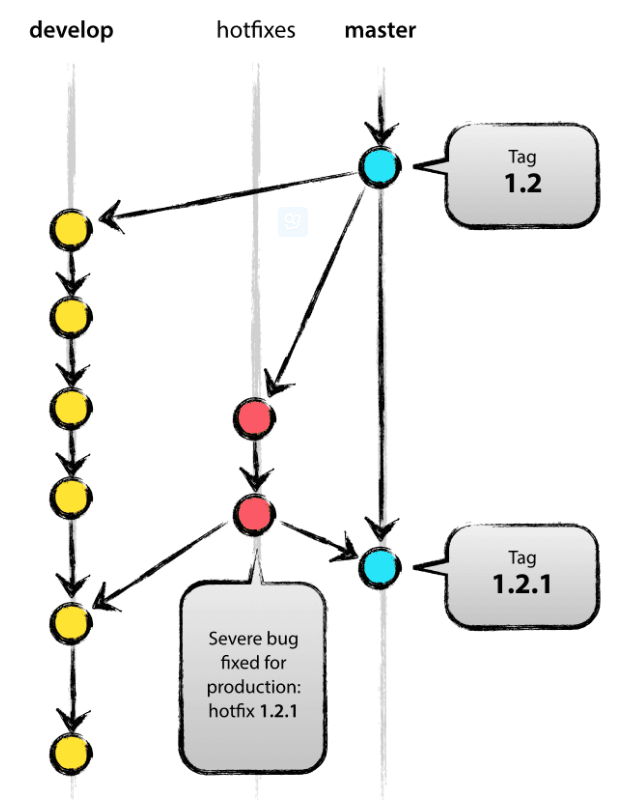 develop
hotfixes
master
Tag
1.2
Tag
1.2.1
Severe bug
fixed for
production:
hotfix 1.2.1